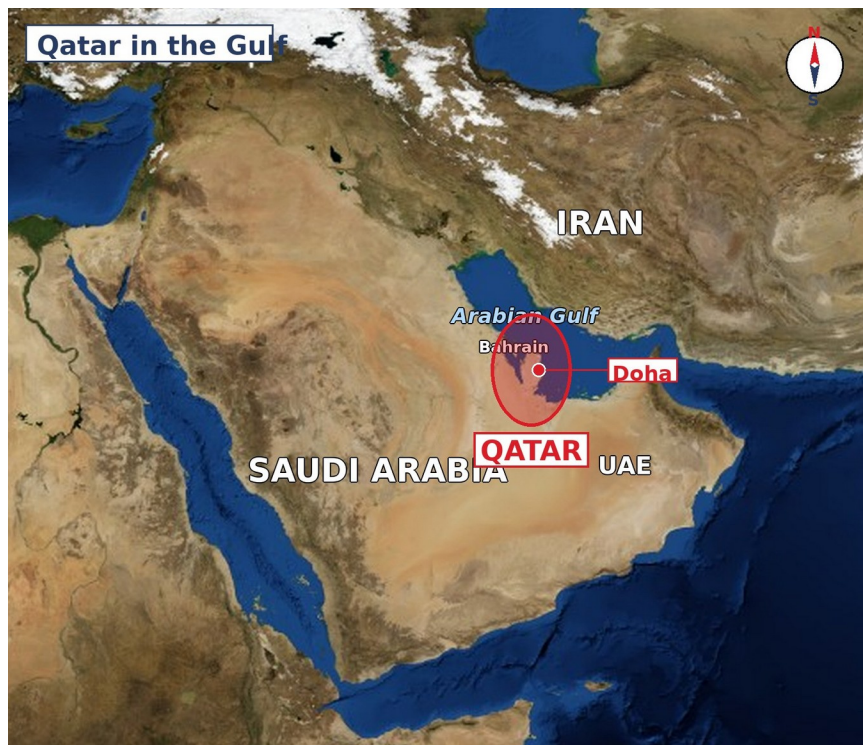 Qatar in the Gulf
N
S
IRAN
Arabian Gulf
Bahrain
Doha
QATAR
SAUDI ARABIA
UAE